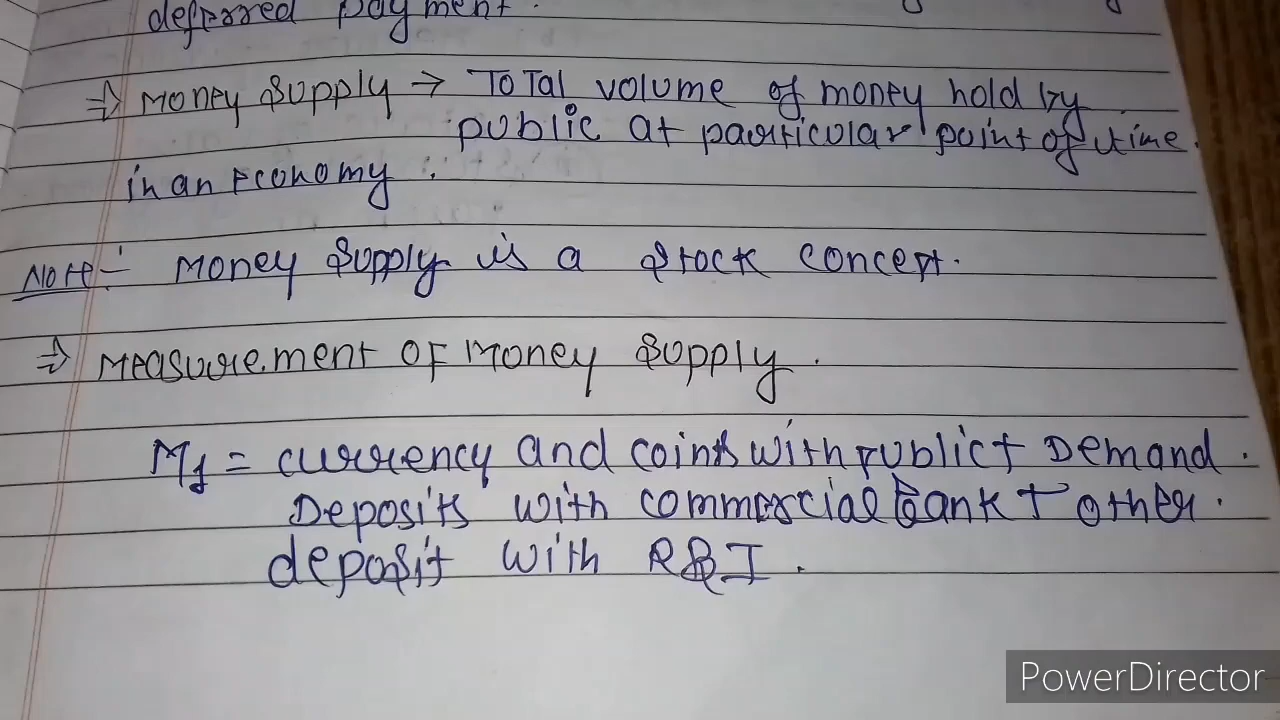 deferred payment.
⇒ Money Supply → Total volume of money hold by
public at particular point of time
in an Economy.
Note:- Money Supply is a Stock concept.
⇒ Measurement of Money Supply.
M1 = currency and coins with public + Demand.
Deposits with commercial Bank + other.
deposit with RBI.
PowerDirector